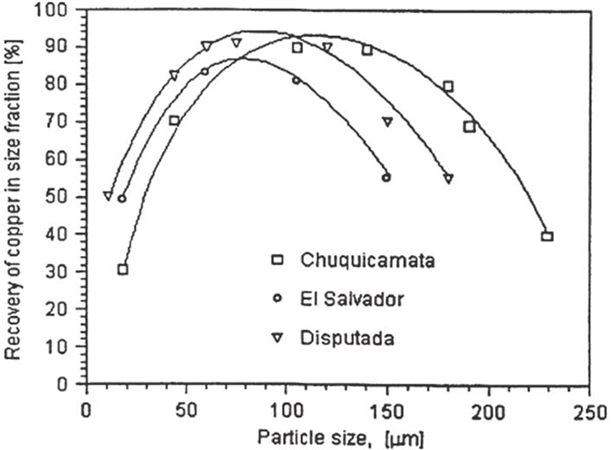 Recovery of copper in size fraction [%]
100
90
80
70
60
50
40
30
20
10
0
Chuquicamata
El Salvador
Disputada
0 50 100 150 200 250
Particle size, [µm]